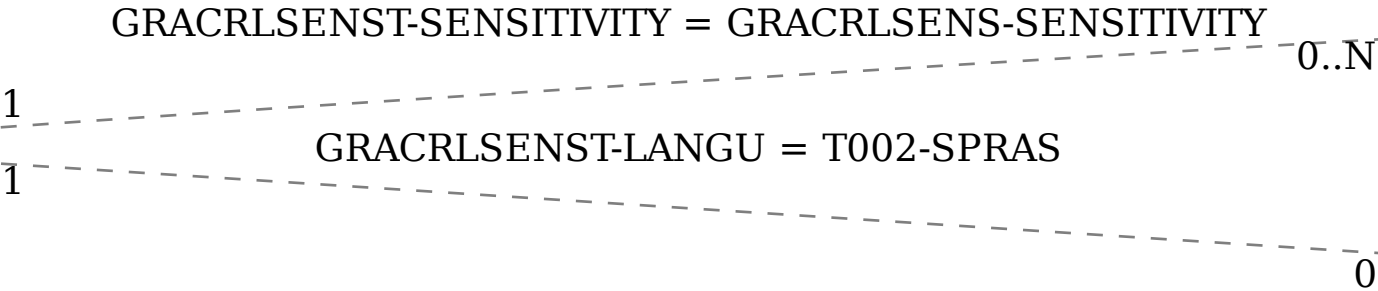 GRACRLSENST-SENSITIVITY = GRACRLSENS-SENSITIVITY
0..N
1
GRACRLSENST-LANGU = T002-SPRAS
1
0